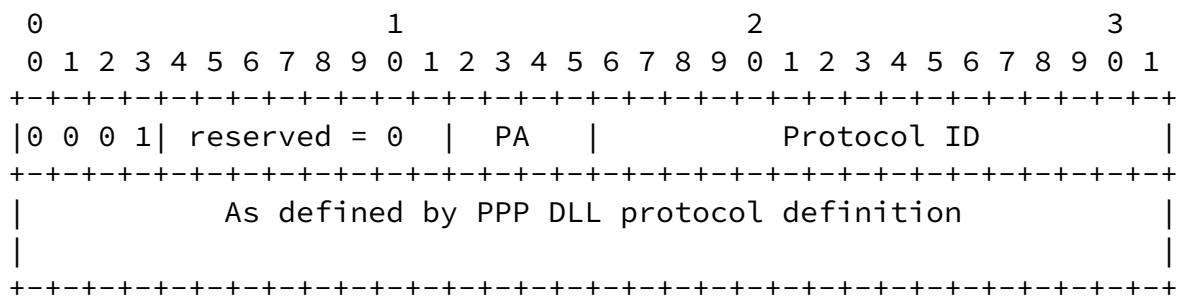 0                   1                   2                   3
 0 1 2 3 4 5 6 7 8 9 0 1 2 3 4 5 6 7 8 9 0 1 2 3 4 5 6 7 8 9 0 1
+-+-+-+-+-+-+-+-+-+-+-+-+-+-+-+-+-+-+-+-+-+-+-+-+-+-+-+-+-+-+-+-+
|0 0 0 1| reserved = 0  |  PA   |          Protocol ID          |
+-+-+-+-+-+-+-+-+-+-+-+-+-+-+-+-+-+-+-+-+-+-+-+-+-+-+-+-+-+-+-+-+
|           As defined by PPP DLL protocol definition           |
|                                                               |
+-+-+-+-+-+-+-+-+-+-+-+-+-+-+-+-+-+-+-+-+-+-+-+-+-+-+-+-+-+-+-+-+